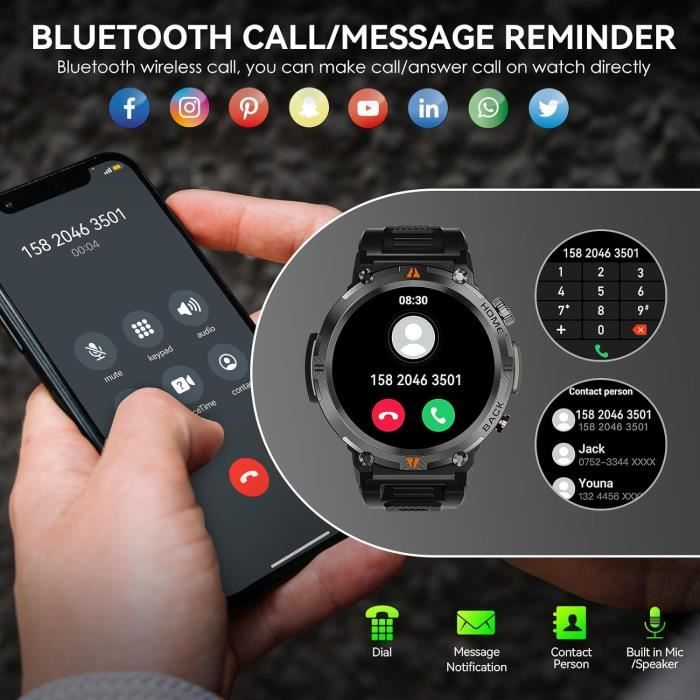 BLUETOOTH CALL/MESSAGE REMINDER
Bluetooth wireless call, you can make call/answer call on watch directly
158 2046 3501
00:04
mute
keypad
audio
ceTime
conta
08:30
HOME
158 2046 3501
BACK
158 2046 3501
1 2 3
4 5 6
7* 8 9#
+ 0
Contact person
158 2046 3501
158 2046 3501
Jack
0752-3344 XXXX
Youna
132 4456 XXX
Dial
Message
Notification
Contact
Person
Built in Mic
/Speaker